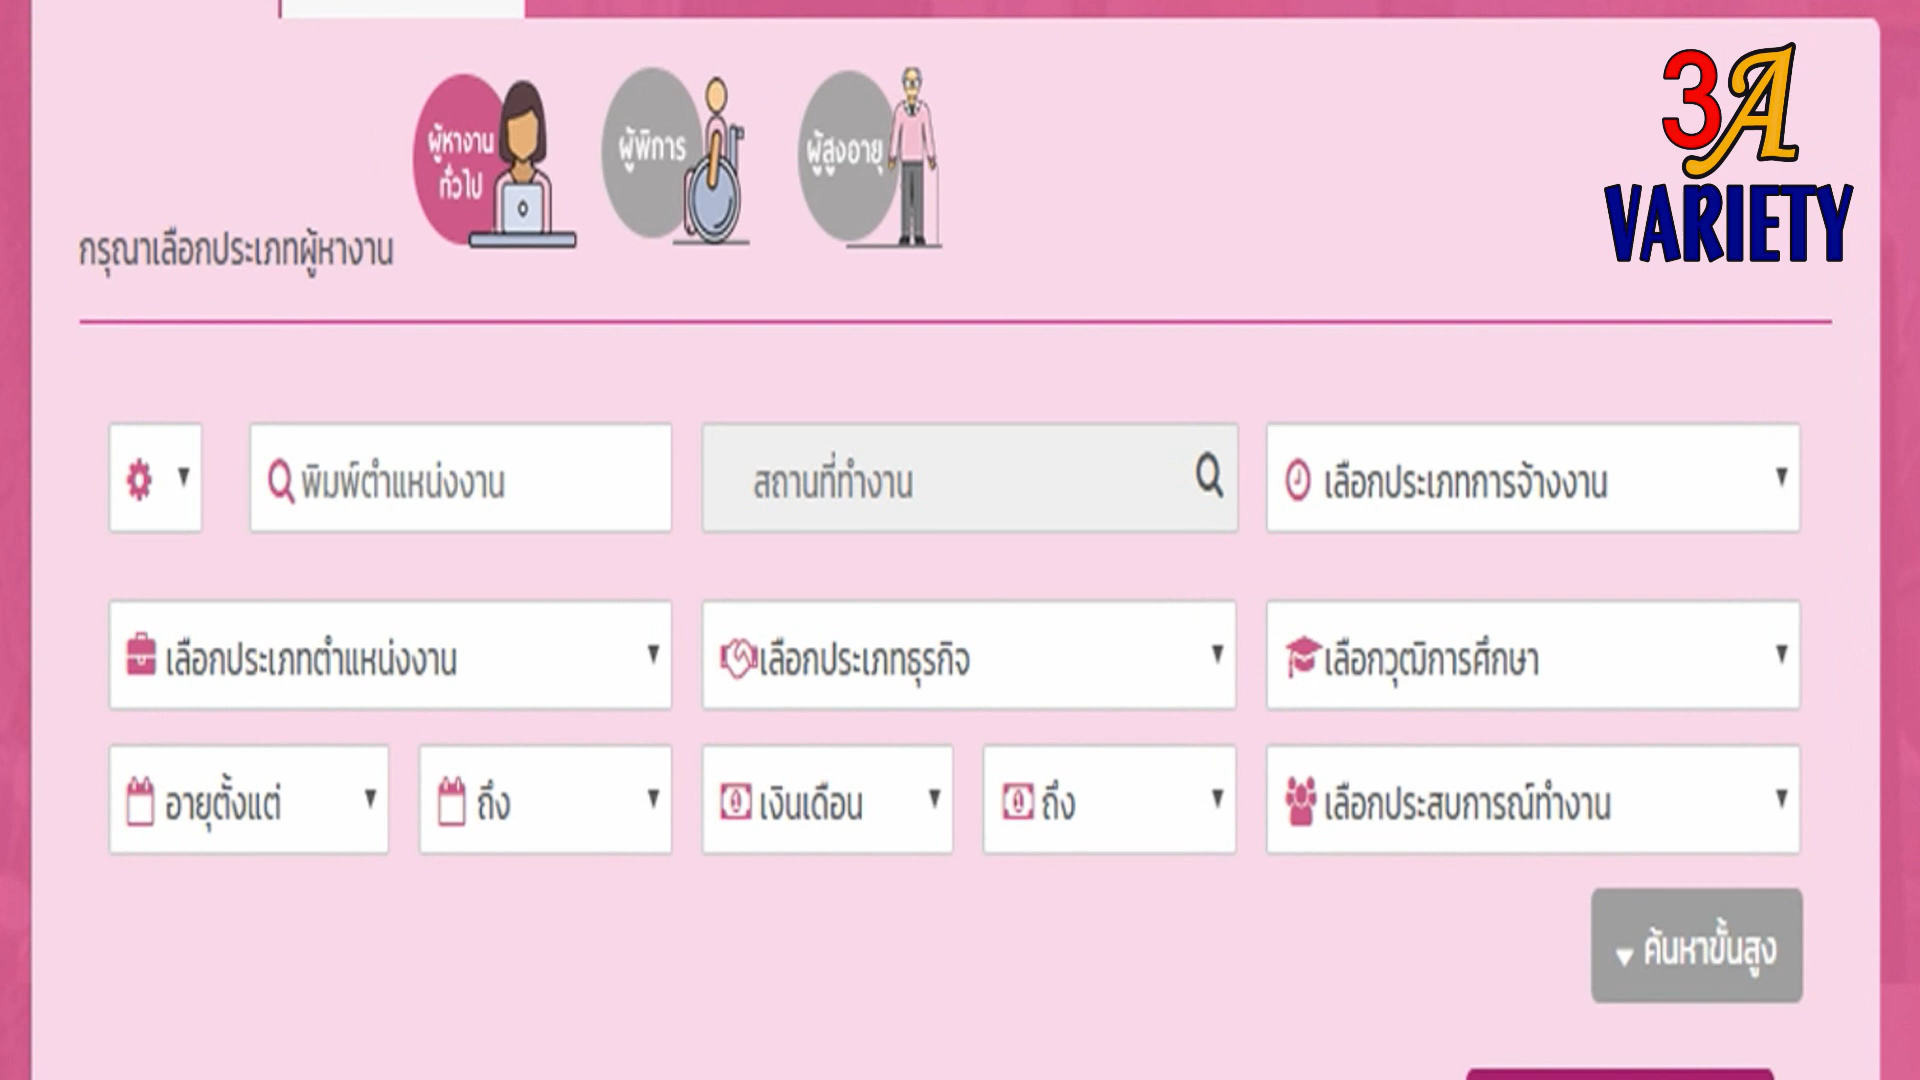 3A
VARIETY
ผู้หางาน
ทั่วไป
ผู้พิการ
ผู้สูงอายุ
กรุณาเลือกประเภทผู้หางาน
พิมพ์ตำแหน่งงาน
สถานที่ทำงาน
เลือกประเภทการจ้างงาน
เลือกประเภทตำแหน่งงาน
เลือกประเภทธุรกิจ
เลือกวุฒิการศึกษา
อายุตั้งแต่
ถึง
เงินเดือน
ถึง
เลือกประสบการณ์ทำงาน
ค้นหาขั้นสูง